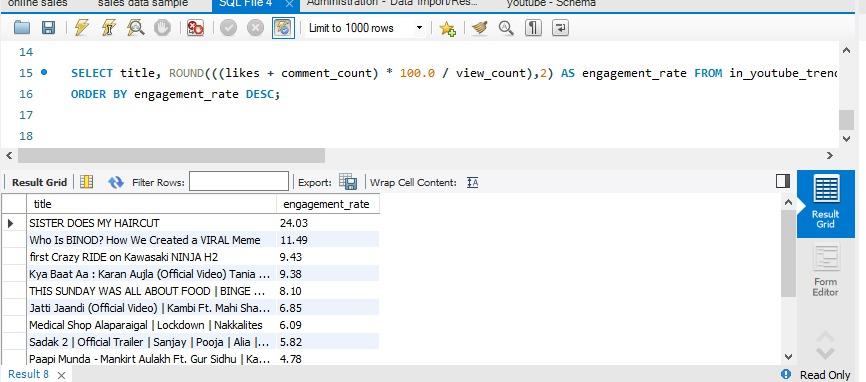 online sales sales data sample SQL File 4 Administration - Data Import/Res... youtube - Schema
Limit to 1000 rows
14
15 SELECT title, ROUND(((likes + comment_count) * 100.0 / view_count),2) AS engagement_rate FROM in_youtube_trend
16 ORDER BY engagement_rate DESC;
17
18
Result Grid Filter Rows: Export: Wrap Cell Content:
title engagement_rate
SISTER DOES MY HAIRCUT 24.03
Who Is BINOD? How We Created a VIRAL Meme 11.49
first Crazy RIDE on Kawasaki NINJA H2 9.43
Kya Baat Aa : Karan Aujla (Official Video) Tania ... 9.38
THIS SUNDAY WAS ALL ABOUT FOOD | BINGE ... 8.10
Jatti Jaandi (Official Video) | Kambi Ft. Mahi Sha... 6.85
Medical Shop Alaparaigal | Lockdown | Nakkalites 6.09
Sadak 2 | Official Trailer | Sanjay | Pooja | Alia |... 5.82
Paapi Munda - Mankirt Aulakh Ft. Gur Sidhu | Ka... 4.78
Result
Grid
Form
Editor
Result 8 Read Only